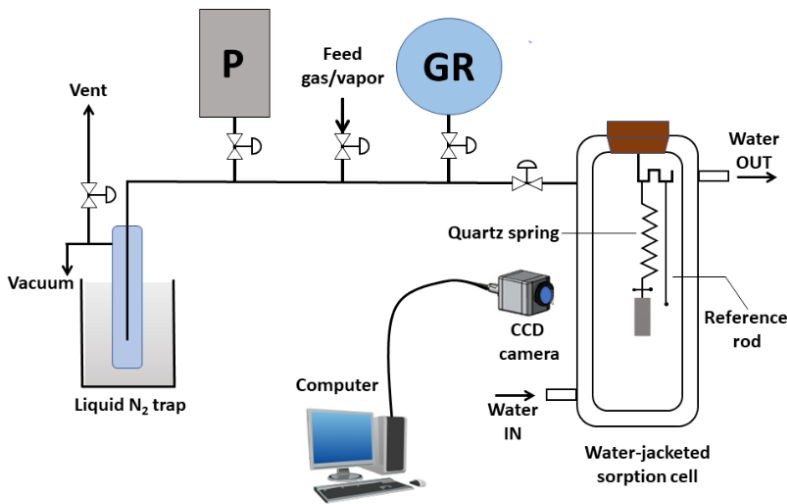 P
Feed
gas/vapor
GR
Vent
Water
OUT
Quartz spring
Vacuum
Reference
rod
CCD
camera
Computer
Liquid N₂ trap
Water
IN
Water-jacketed
sorption cell